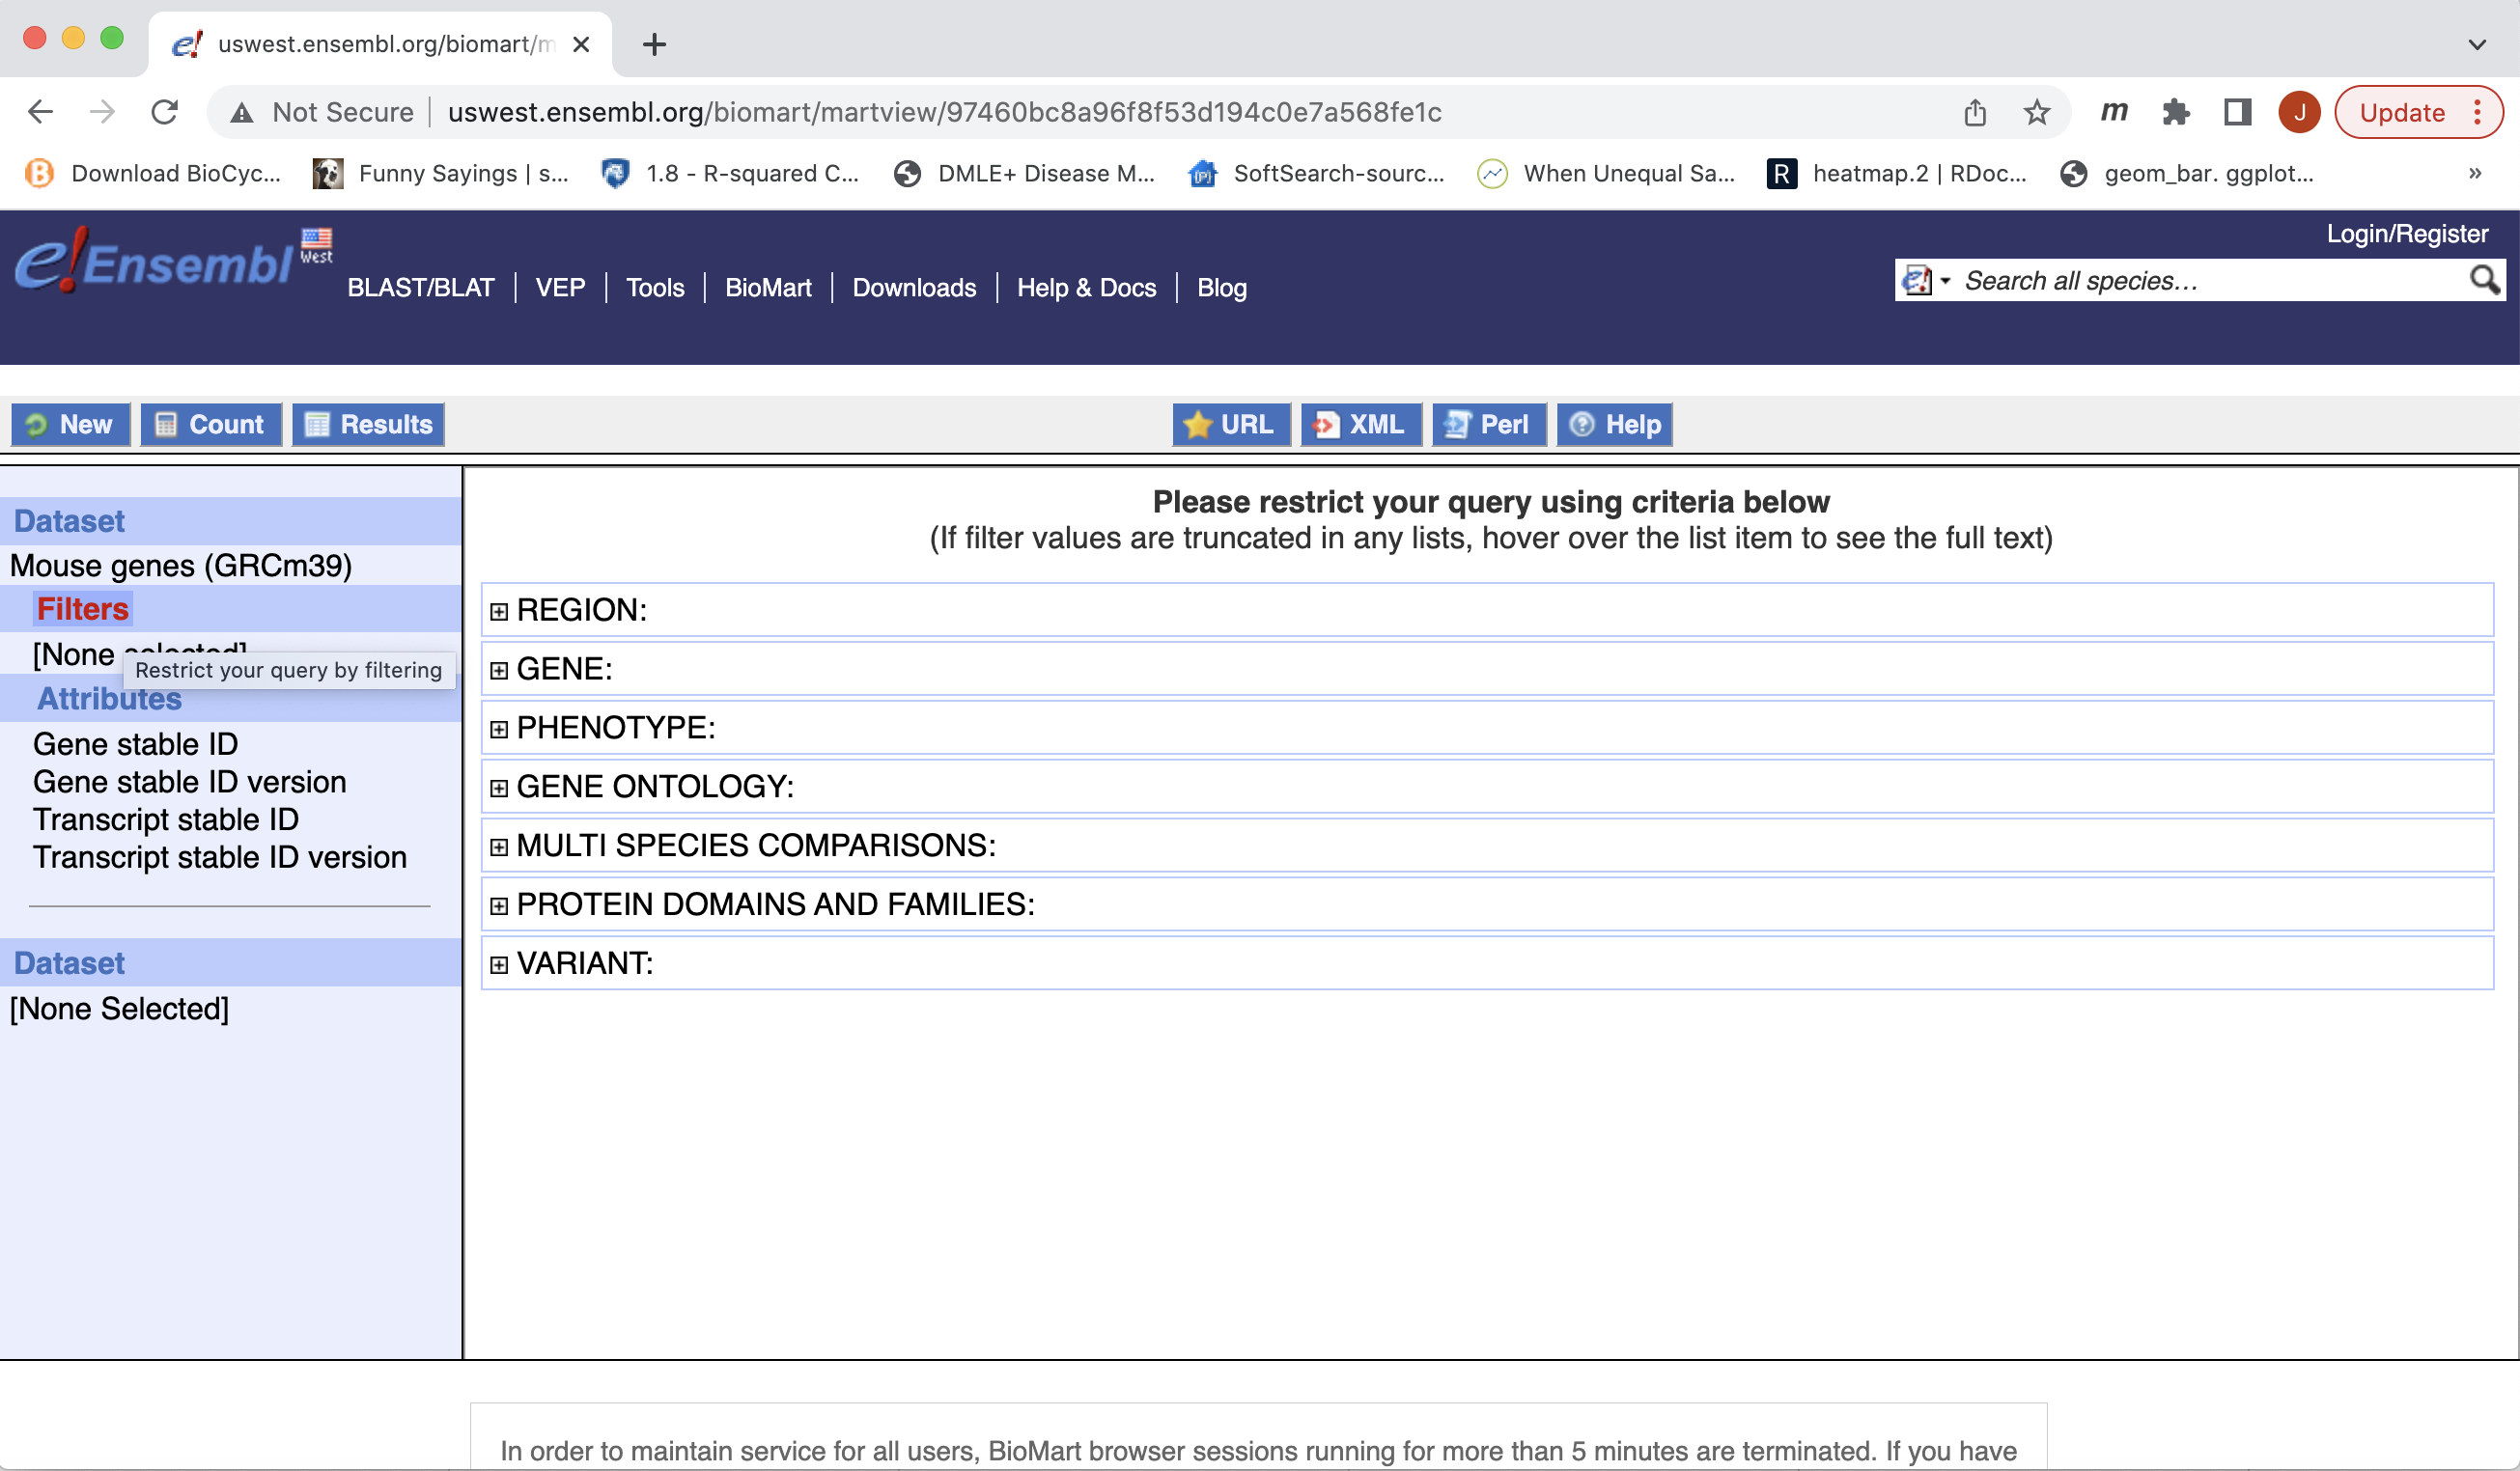 uswest.ensembl.org/biomart/m
Not Secure uswest.ensembl.org/biomart/martview/97460bc8a96f8f53d194c0e7a568fe1c m J Update
Download BioCyc... Funny Sayings | s... 1.8 - R-squared C... DMLE+ Disease M... SoftSearch-sourc... When Unequal Sa... R heatmap.2 | RDoc... geom_bar. ggplot... »
Login/Register
e!Ensembl West
BLAST/BLAT VEP Tools BioMart Downloads Help & Docs Blog
Search all species...
New Count Results URL XML Perl Help
Please restrict your query using criteria below
(If filter values are truncated in any lists, hover over the list item to see the full text)
Dataset
Mouse genes (GRCm39)
Filters
[None selected]
Restrict your query by filtering
Attributes
Gene stable ID
Gene stable ID version
Transcript stable ID
Transcript stable ID version
Dataset
[None Selected]
REGION:
GENE:
PHENOTYPE:
GENE ONTOLOGY:
MULTI SPECIES COMPARISONS:
PROTEIN DOMAINS AND FAMILIES:
VARIANT:
In order to maintain service for all users, BioMart browser sessions running for more than 5 minutes are terminated. If you have